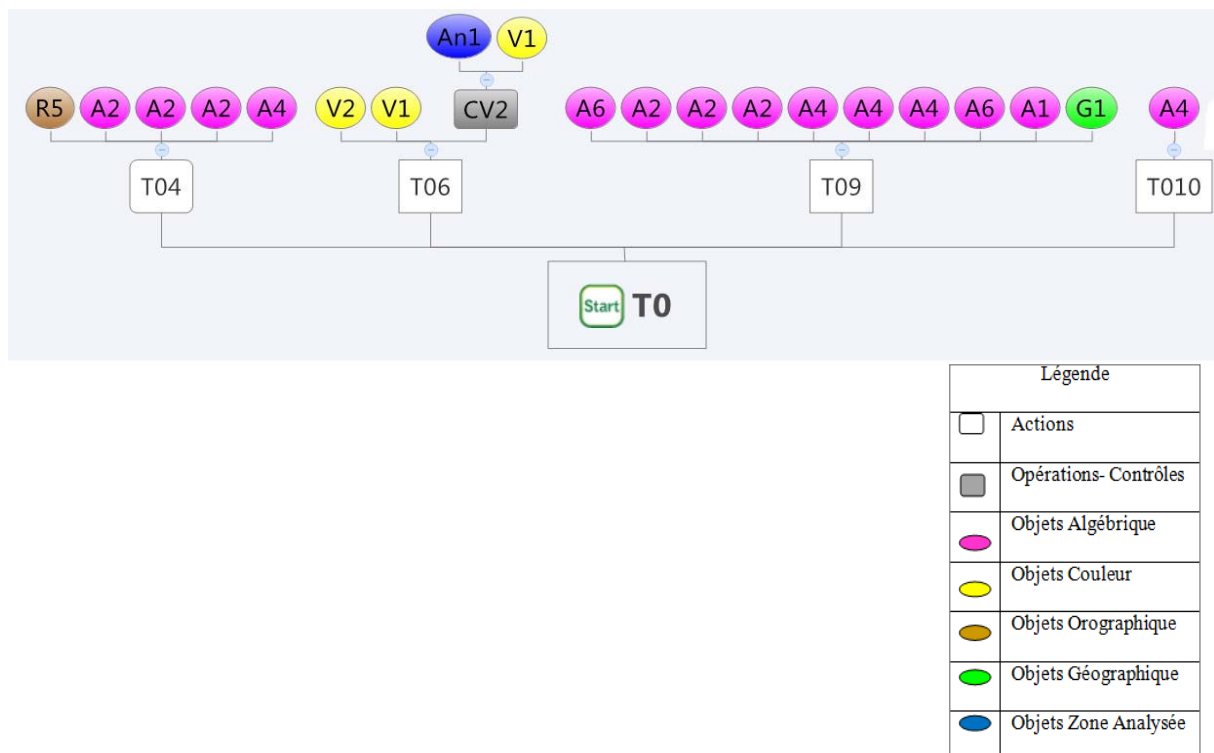 An1 V1
R5 A2 A2 A2 A4 V2 V1 CV2 A6 A2 A2 A2 A4 A4 A4 A6 A1 G1 A4
T04 T06 T09 T010
Start T0
Légende
Actions
Opérations- Contrôles
Objets Algébrique
Objets Couleur
Objets Orographique
Objets Géographique
Objets Zone Analysée